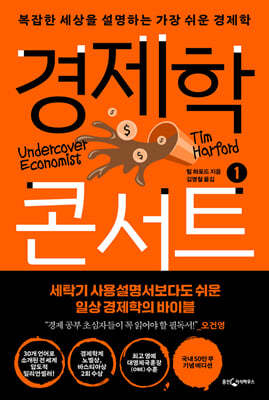 복잡한 세상을 설명하는 가장 쉬운 경제학
경제학
Undercover
Economist
Tim
Harford
팀 하포드 지음
김명철 옮김
1
콘서트
세탁기 사용설명서보다도 쉬운
일상 경제학의 바이블
“경제 공부 초심자들이 꼭 읽어야 할 필독서!” _오건영
30개 언어로
소개된 전 세계
압도적
밀리언셀러!
경제학계
노벨상,
바스티아상
2회 수상
최고 영예
대영제국훈장
(OBE) 수훈
국내 50만 부
기념 에디션
웅진 지식하우스